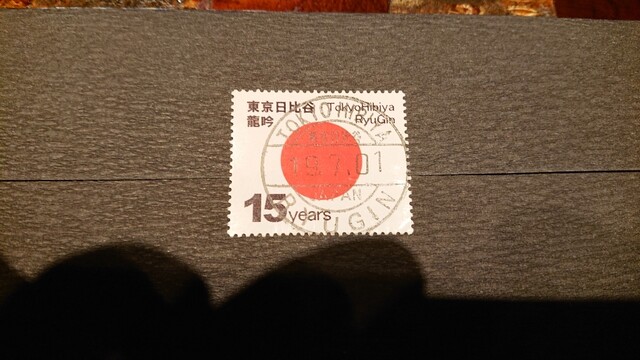 東京日比谷 TokyoHibiya
龍吟 RyuGin
TOKYO HIBIYA
19.7.01
JAPAN
RYUGIN
15 years